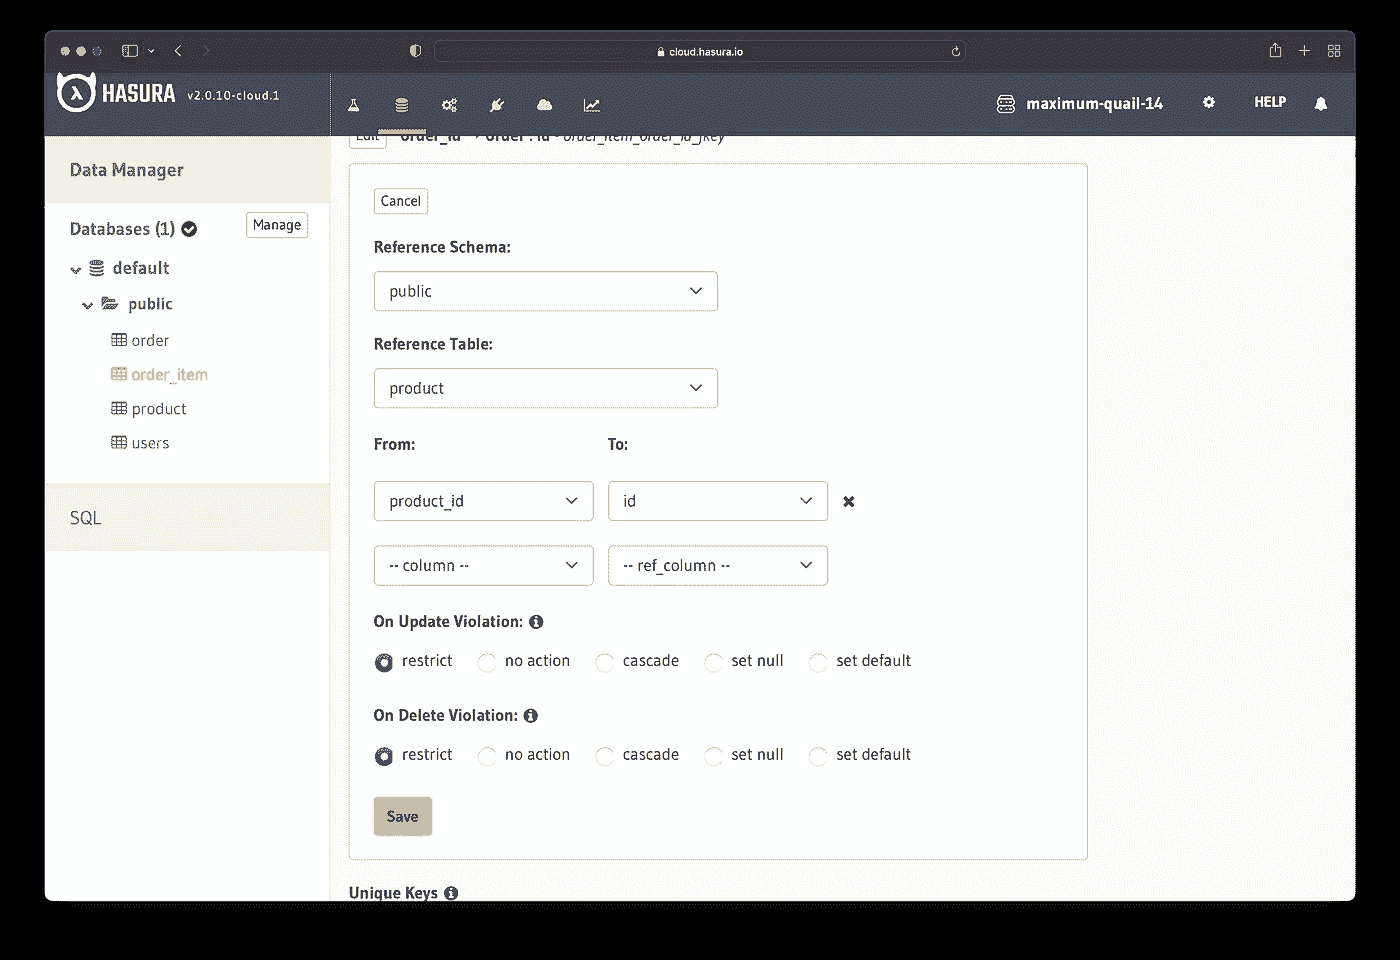 cloud.hasura.io
HASURA v2.0.10-cloud.1
maximum-quail-14
HELP
Edit order_id → order : id - order_item_order_id_fkey
Data Manager
Databases (1)
Manage
default
public
order
order_item
product
users
SQL
Cancel
Reference Schema:
public
Reference Table:
product
From: To:
product_id id
-- column -- -- ref_column --
On Update Violation:
restrict no action cascade set null set default
On Delete Violation:
restrict no action cascade set null set default
Save
Unique Keys